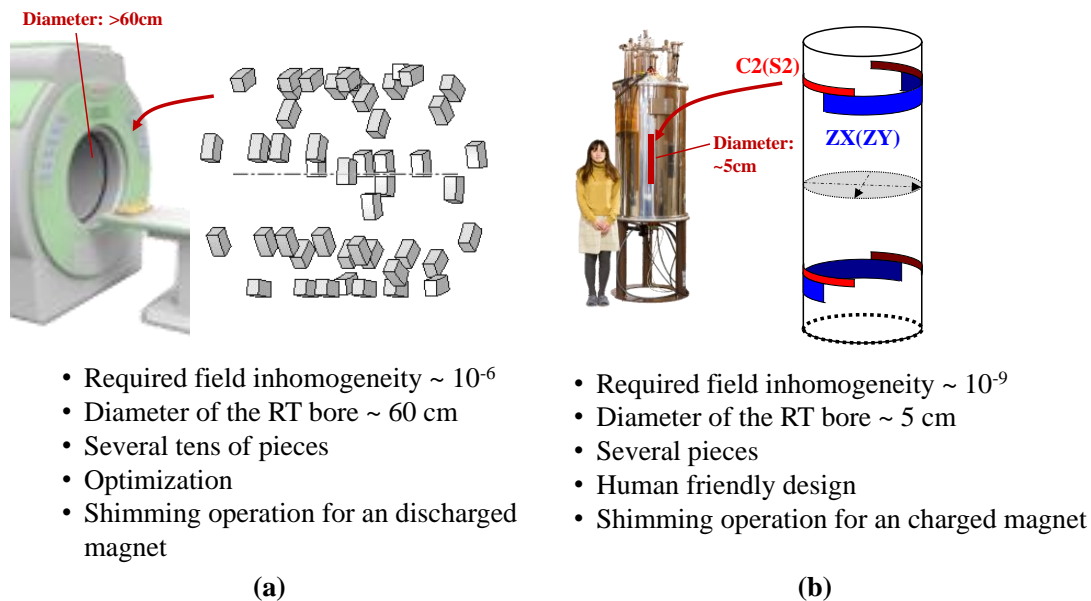 Diameter: >60cm
C2(S2)
ZX(ZY)
Diameter:
~5cm
• Required field inhomogeneity ~ 10⁻⁶
• Diameter of the RT bore ~ 60 cm
• Several tens of pieces
• Optimization
• Shimming operation for an discharged
magnet
(a)
• Required field inhomogeneity ~ 10⁻⁹
• Diameter of the RT bore ~ 5 cm
• Several pieces
• Human friendly design
• Shimming operation for an charged magnet
(b)